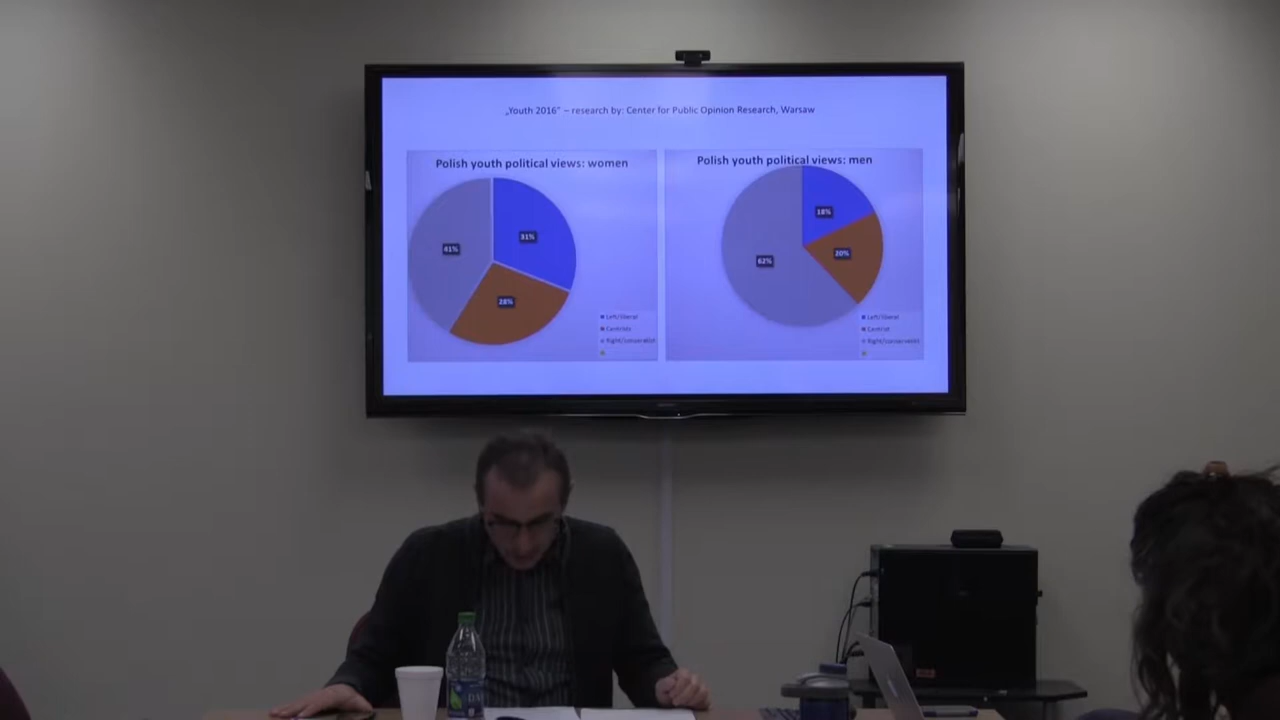 „Youth 2016” – research by: Center for Public Opinion Research, Warsaw
Polish youth political views: women
31%
41%
28%
Left/liberal
Centrists
Right/conservatist
Polish youth political views: men
18%
20%
62%
Left/liberal
Centrist
Right/conservatist